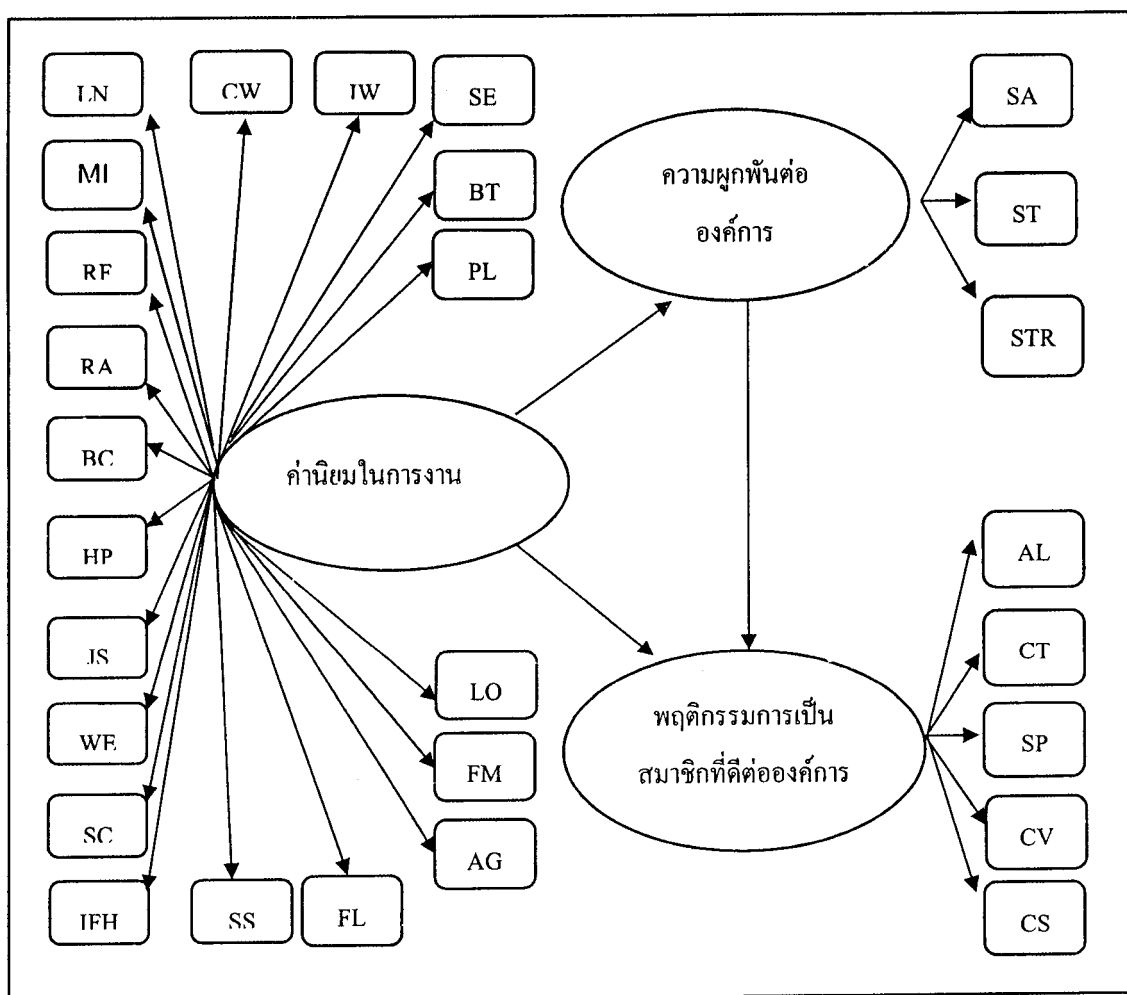 LN
CW
IW
SE
SA
MI
BT
ความผูกพันต่อ
องค์การ
ST
RF
PL
STR
RA
BC
ค่านิยมในการงาน
HP
AL
JS
CT
LO
พฤติกรรมการเป็น
สมาชิกที่ดีต่อองค์การ
WE
FM
SP
SC
AG
CV
SS
FL
CS